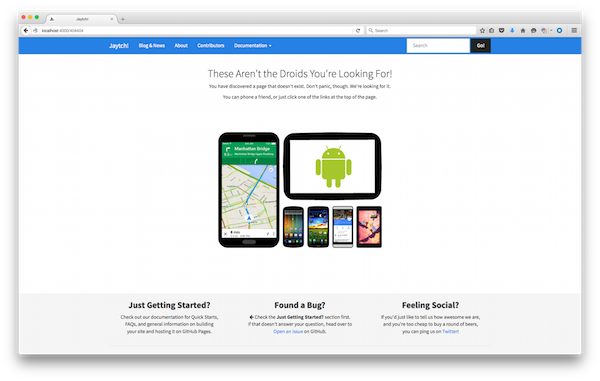 Jaytch!
localhost:4000/404404/
Search
Jaytch! Blog & News About Contributors Documentation Search Go!
These Aren't the Droids You're Looking For!
You have discovered a page that doesn't exist. Don't panic, though. We're looking for it.
You can phone a friend, or just click one of the links at the top of the page.
Manhattan Bridge
Just Getting Started?
Check out our documentation for Quick Starts,
FAQs, and general information on building
your site and hosting it on GitHub Pages.
Found a Bug?
← Check the Just Getting Started? section first.
If that doesn't answer your question, head over to
Open an issue on GitHub.
Feeling Social?
If you'd just like to tell us how awesome we are,
and you're too cheap to buy a round of beers,
you can ping us on Twitter!